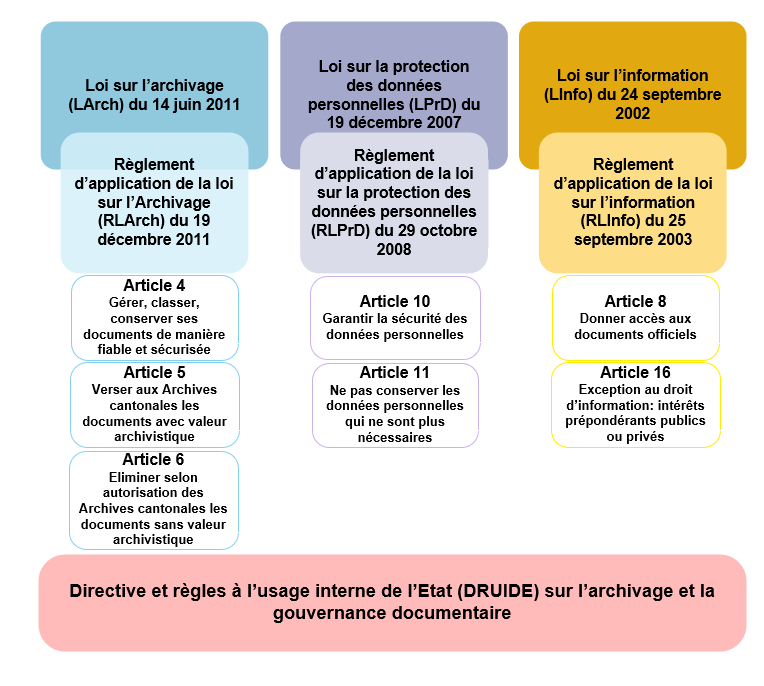 Loi sur l’archivage
(LArch) du 14 juin 2011
Règlement
d’application de la loi
sur l’Archivage
(RLArch) du 19
décembre 2011
Article 4
Gérer, classer,
conserver ses
documents de manière
fiable et sécurisée
Article 5
Verser aux Archives
cantonales les
documents avec valeur
archivistique
Article 6
Eliminer selon
autorisation des
Archives cantonales les
documents sans valeur
archivistique
Loi sur la protection
des données
personnelles (LPrD) du
19 décembre 2007
Règlement
d’application de la loi
sur la protection des
données personnelles
(RLPrD) du 29 octobre
2008
Article 10
Garantir la sécurité des
données personnelles
Article 11
Ne pas conserver les
données personnelles
qui ne sont plus
nécessaires
Loi sur l’information
(LInfo) du 24 septembre
2002
Règlement
d’application de la loi
sur l’information
(RLInfo) du 25
septembre 2003
Article 8
Donner accès aux
documents officiels
Article 16
Exception au droit
d’information: intérêts
prépondérants publics
ou privés
Directive et règles à l’usage interne de l’Etat (DRUIDE) sur l’archivage et la
gouvernance documentaire